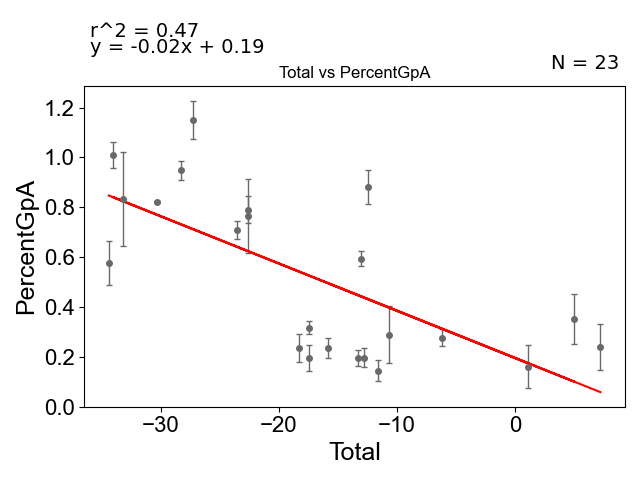 r^2 = 0.47
y = -0.02x + 0.19
N = 23
Total vs PercentGpA
PercentGpA
1.2
1.0
0.8
0.6
0.4
0.2
0.0
−30
−20
−10
0
Total